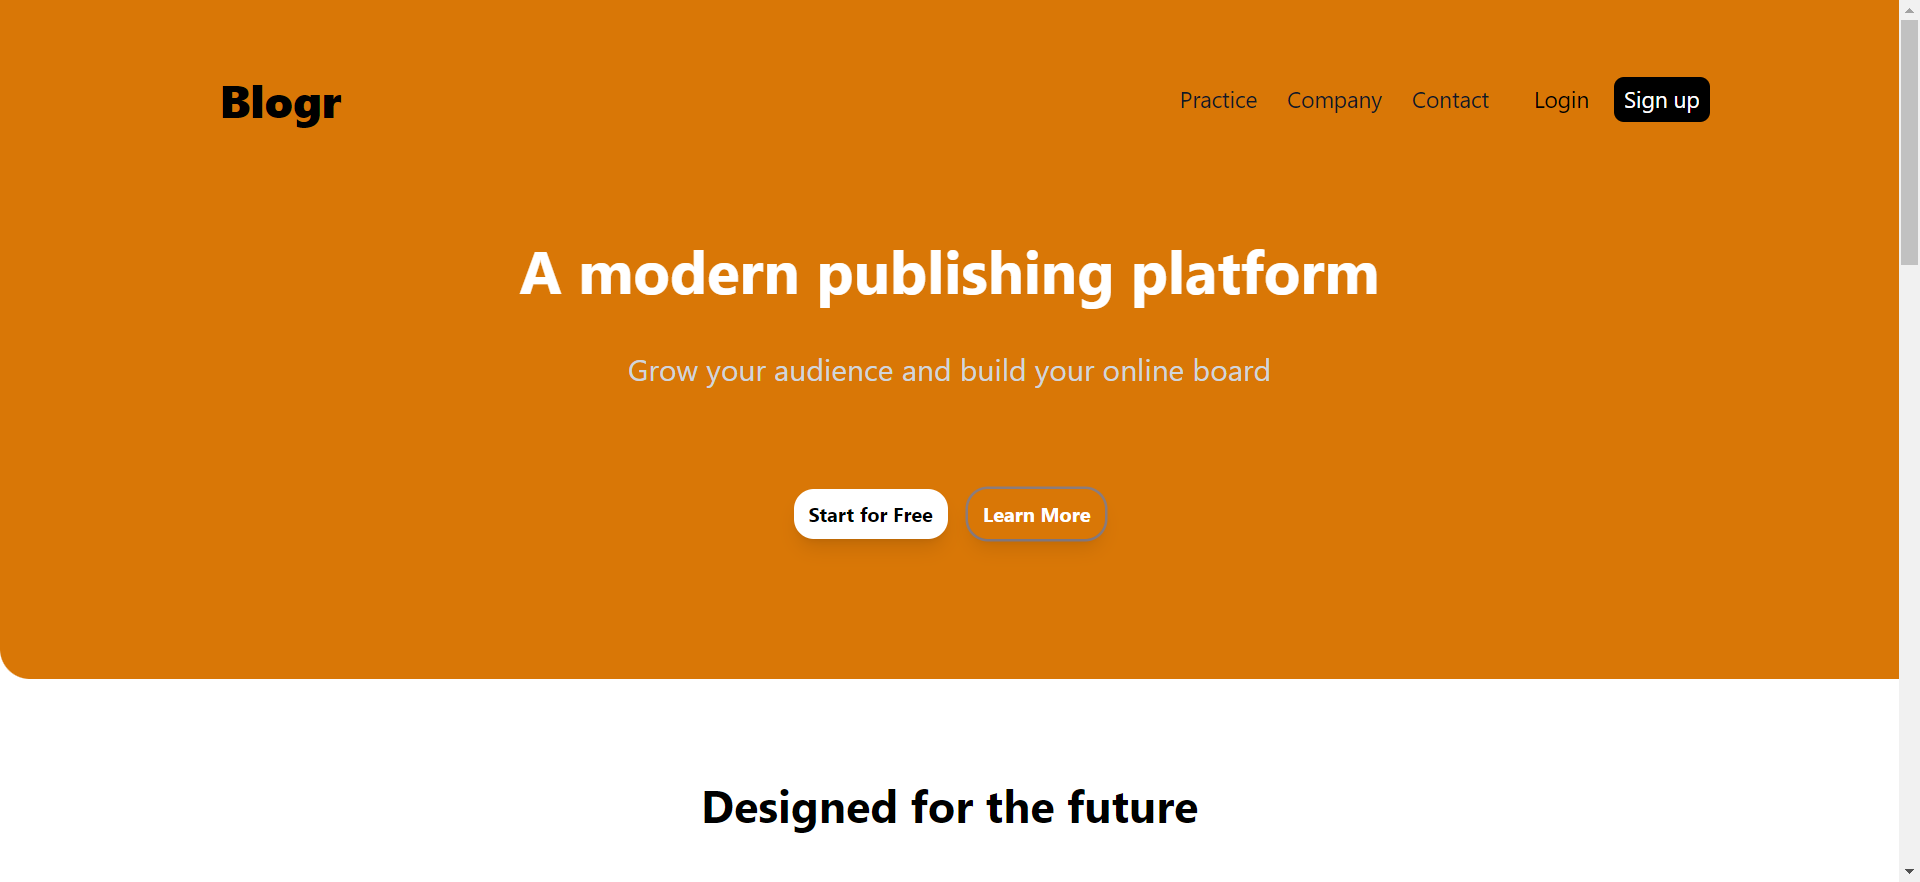 Blogr
Practice Company Contact Login Sign up
A modern publishing platform
Grow your audience and build your online board
Start for Free Learn More
Designed for the future